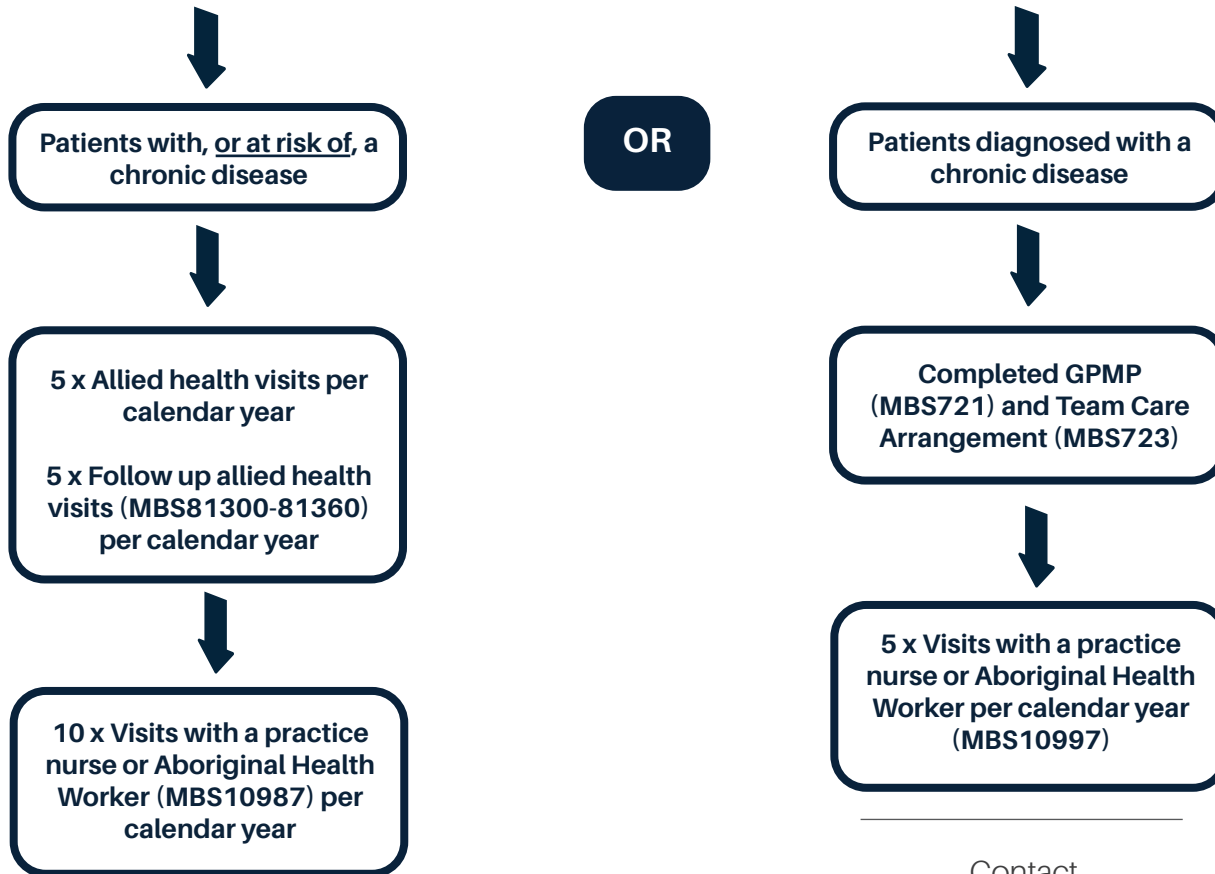 Patients with, or at risk of, a
chronic disease
OR
Patients diagnosed with a
chronic disease
5 x Allied health visits per
calendar year
5 x Follow up allied health
visits (MBS81300-81360)
per calendar year
Completed GPMP
(MBS721) and Team Care
Arrangement (MBS723)
10 x Visits with a practice
nurse or Aboriginal Health
Worker (MBS10987) per
calendar year
5 x Visits with a practice
nurse or Aboriginal Health
Worker per calendar year
(MBS10997)
Contact